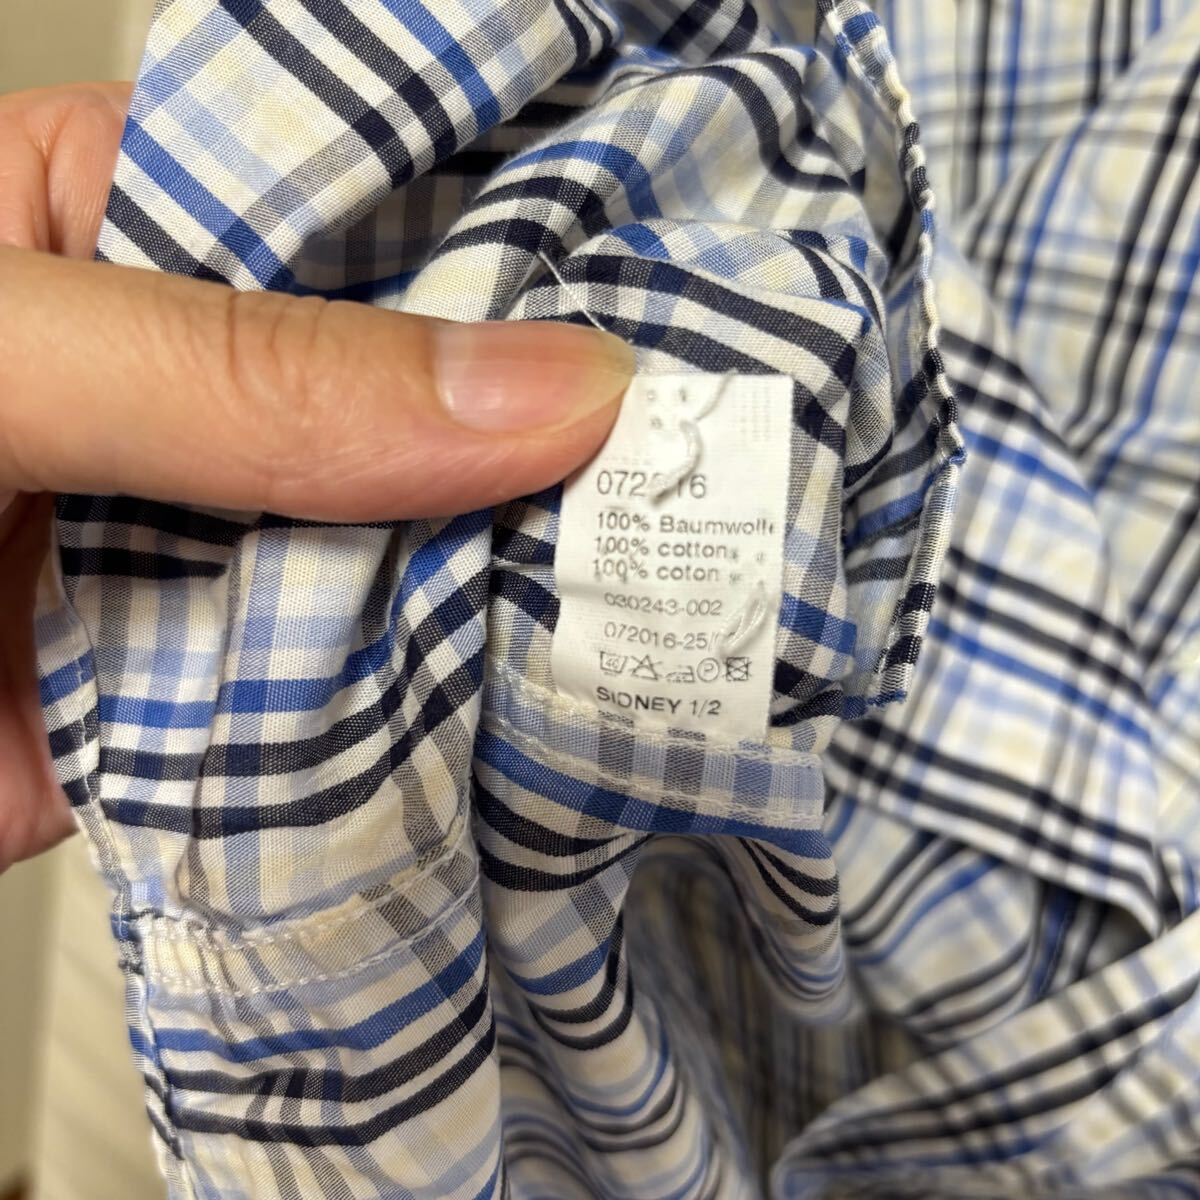 100% Baumwolle
100% cotton
100% coton
030243-002
072016-25/
SIDNEY 1/2